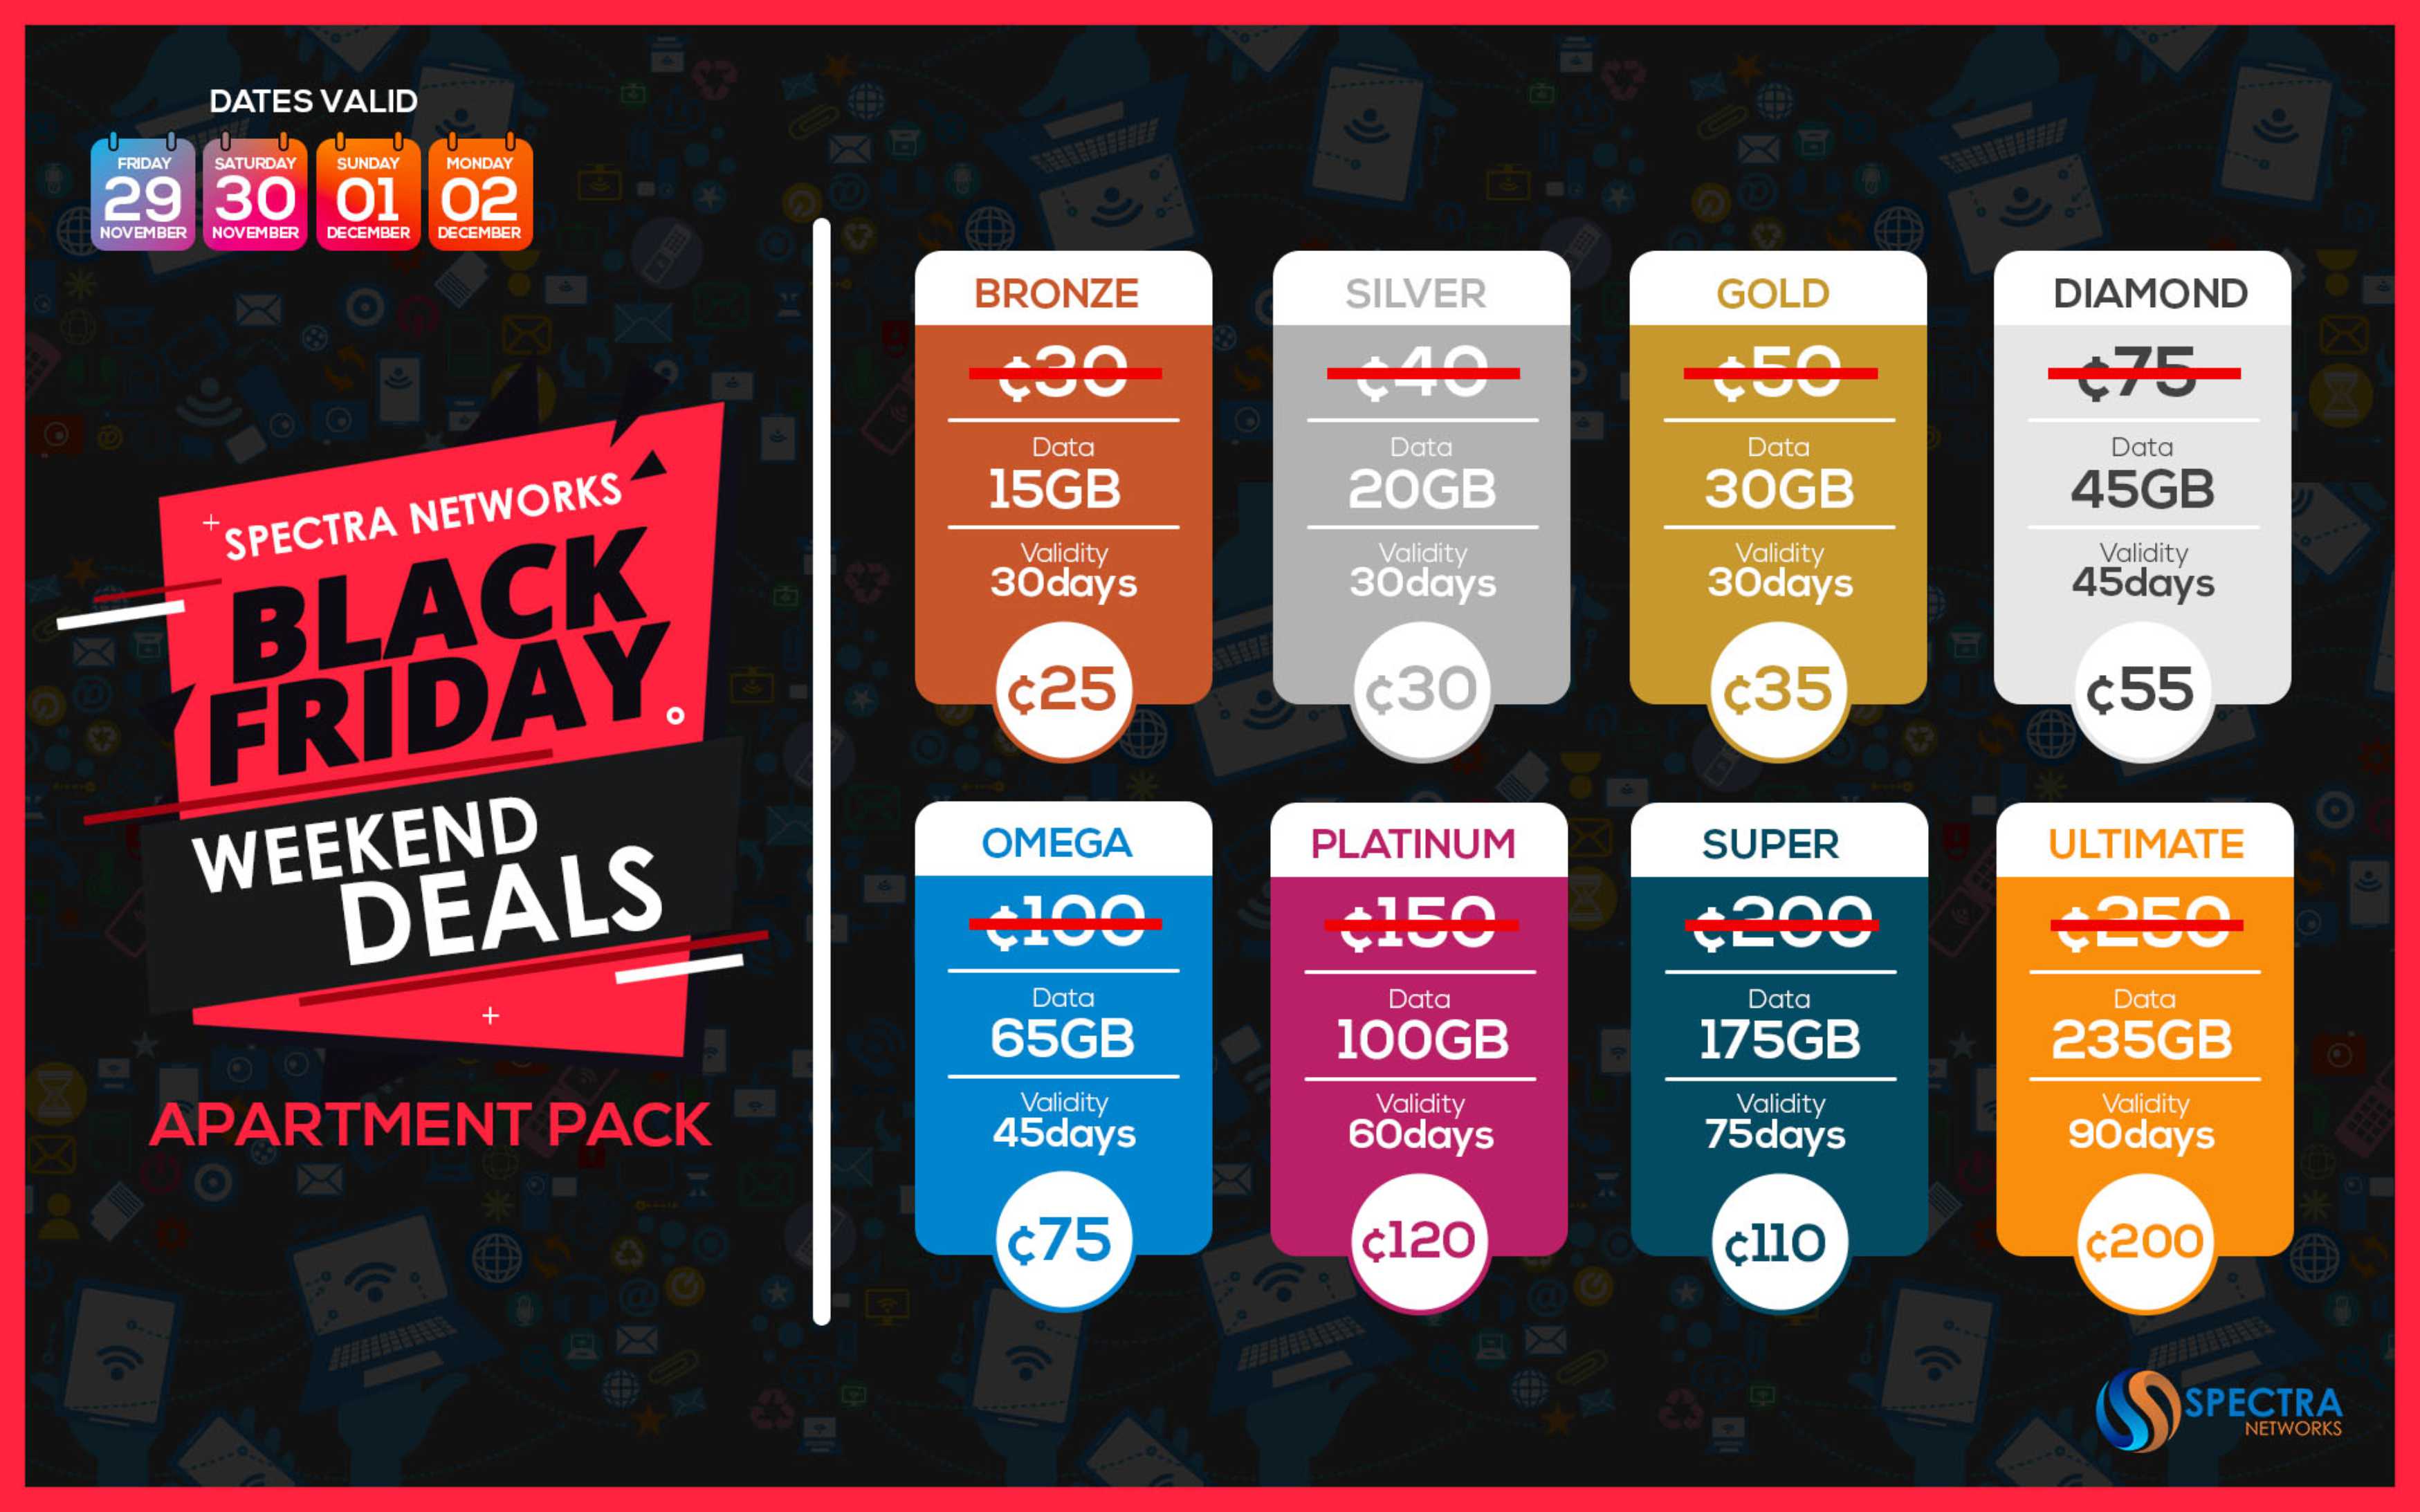 DATES VALID
FRIDAY
29
NOVEMBER
SATURDAY
30
NOVEMBER
SUNDAY
01
DECEMBER
MONDAY
02
DECEMBER
SPECTRA NETWORKS
BLACK
FRIDAY
WEEKEND
DEALS
APARTMENT PACK
BRONZE
¢30
Data
15GB
Validity
30days
¢25
SILVER
¢40
Data
20GB
Validity
30days
¢30
GOLD
¢50
Data
30GB
Validity
30days
¢35
DIAMOND
¢75
Data
45GB
Validity
45days
¢55
OMEGA
¢100
Data
65GB
Validity
45days
¢75
PLATINUM
¢150
Data
100GB
Validity
60days
¢120
SUPER
¢200
Data
175GB
Validity
75days
¢110
ULTIMATE
¢250
Data
235GB
Validity
90days
¢200
SPECTRA
NETWORKS